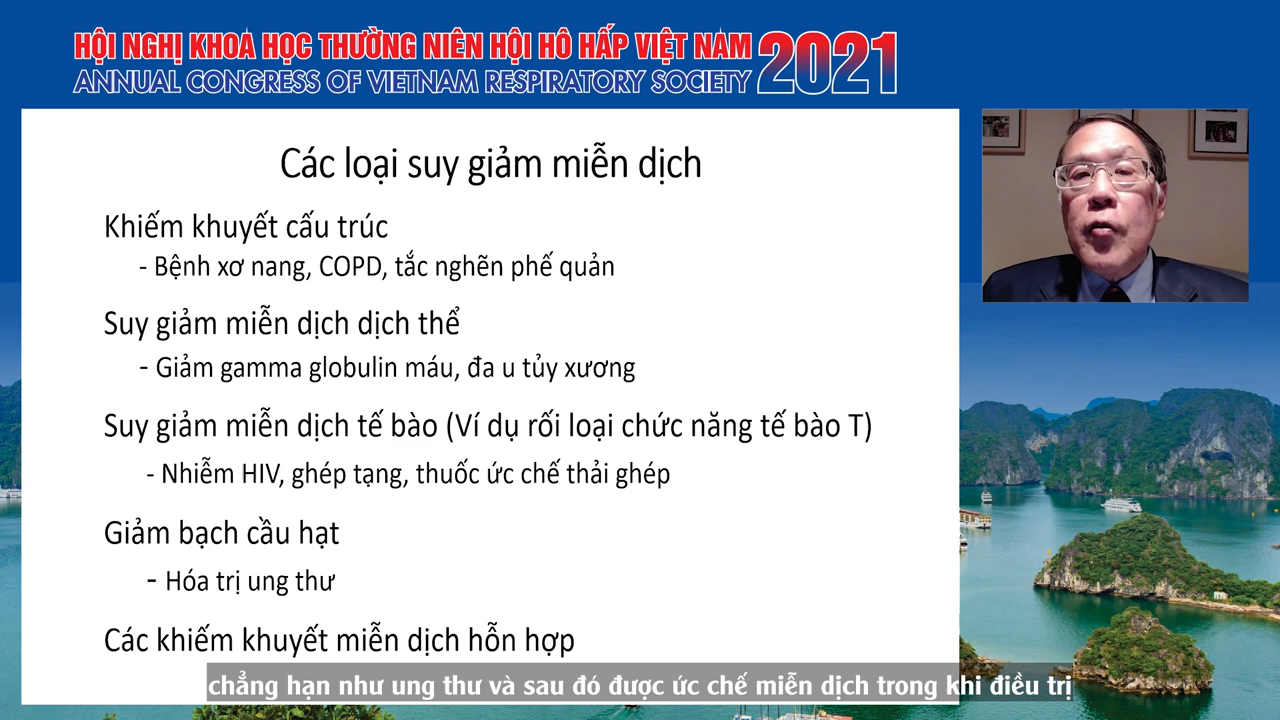 HỘI NGHỊ KHOA HỌC THƯỜNG NIÊN HỘI HÔ HẤP VIỆT NAM 2021
ANNUAL CONGRESS OF VIETNAM RESPIRATORY SOCIETY
Các loại suy giảm miễn dịch
Khiếm khuyết cấu trúc
- Bệnh xơ nang, COPD, tắc nghẽn phế quản
Suy giảm miễn dịch dịch thể
- Giảm gamma globulin máu, đa u tủy xương
Suy giảm miễn dịch tế bào (Ví dụ rối loại chức năng tế bào T)
- Nhiễm HIV, ghép tạng, thuốc ức chế thải ghép
Giảm bạch cầu hạt
- Hóa trị ung thư
Các khiếm khuyết miễn dịch hỗn hợp
chẳng hạn như ung thư và sau đó được ức chế miễn dịch trong khi điều trị